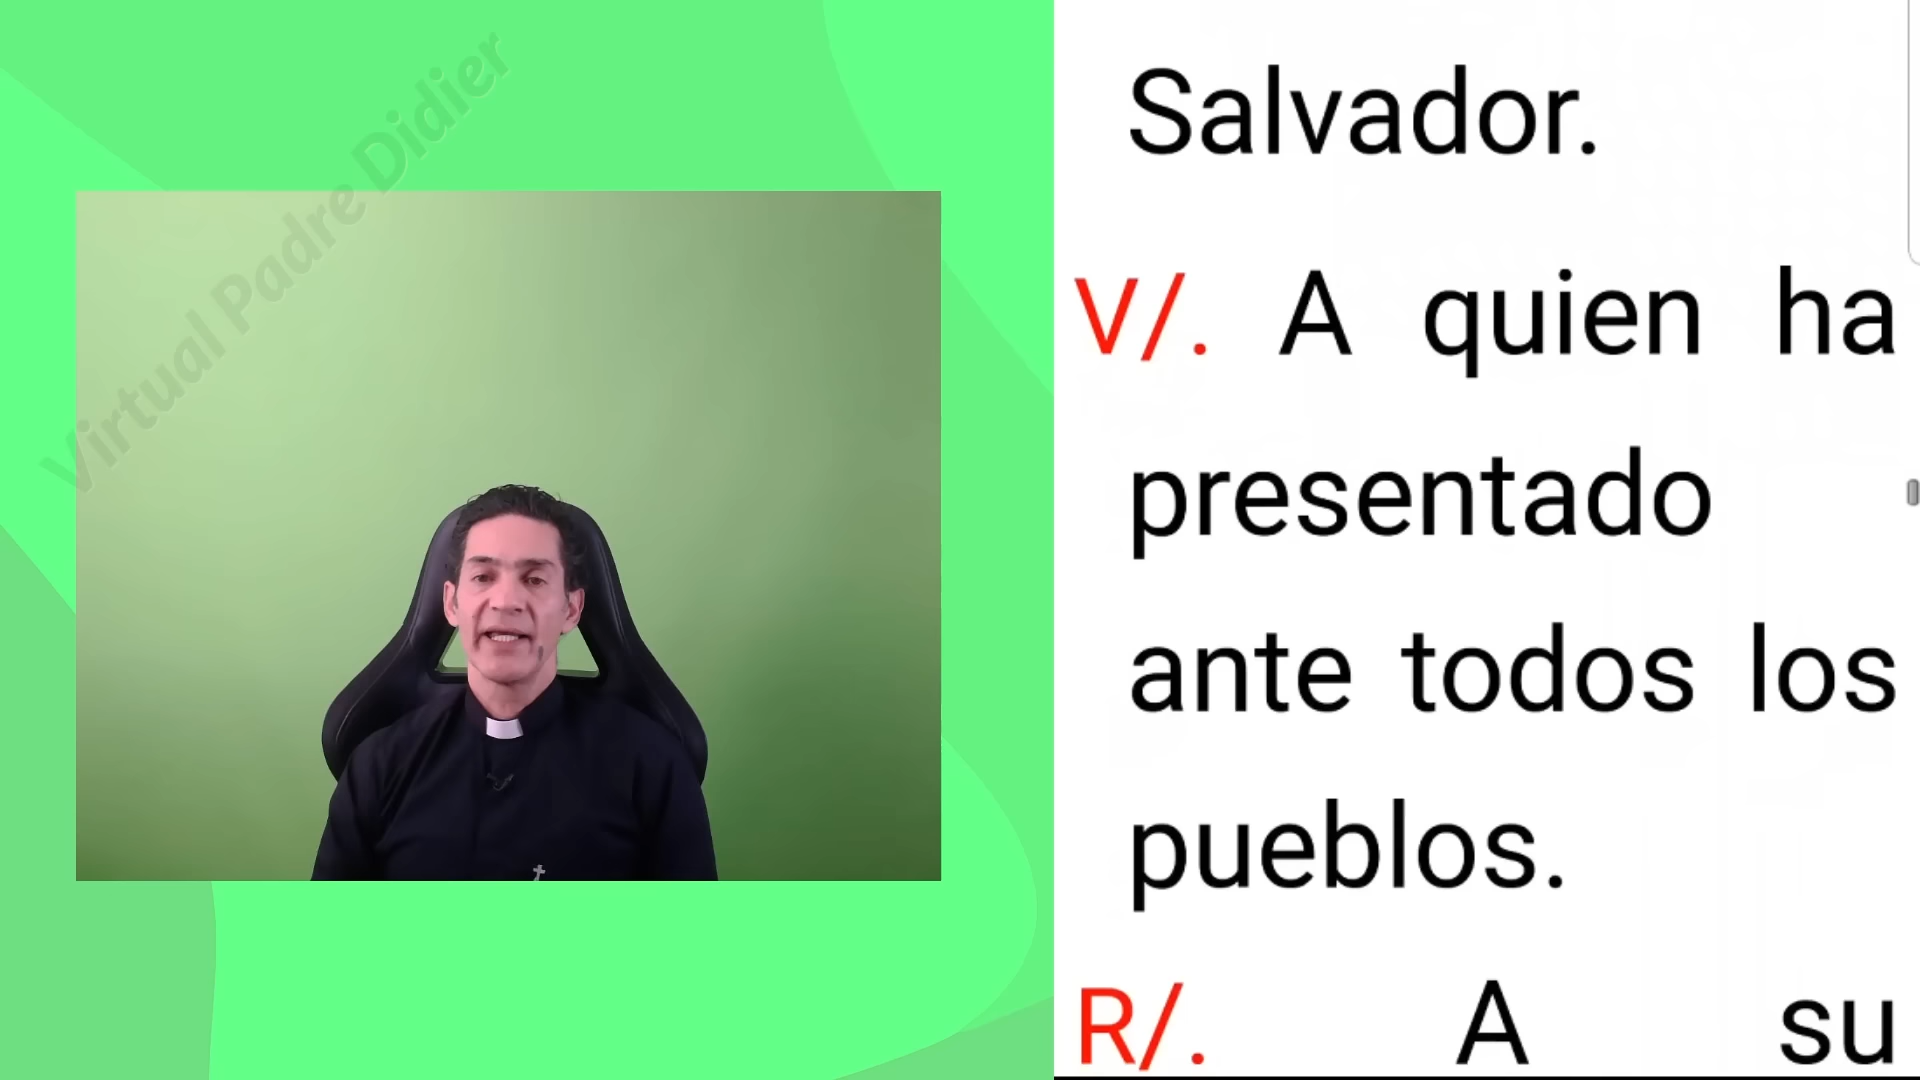 Virtual Padre Didier
Salvador.
V/. A quien ha
presentado
ante todos los
pueblos.
R/. A su